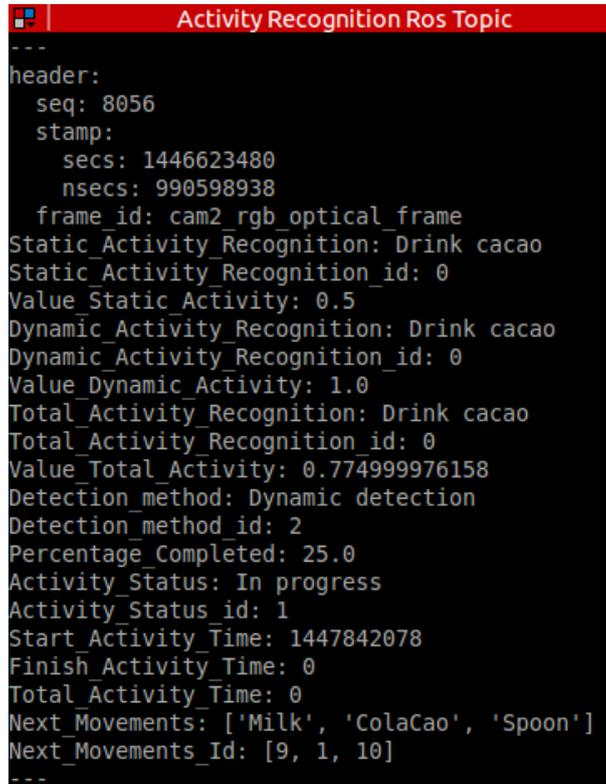 Activity Recognition Ros Topic
---
header:
  seq: 8056
  stamp:
    secs: 1446623480
    nsecs: 990598938
  frame_id: cam2_rgb_optical_frame
Static_Activity_Recognition: Drink cacao
Static_Activity_Recognition_id: 0
Value_Static_Activity: 0.5
Dynamic_Activity_Recognition: Drink cacao
Dynamic_Activity_Recognition_id: 0
Value_Dynamic_Activity: 1.0
Total_Activity_Recognition: Drink cacao
Total_Activity_Recognition_id: 0
Value_Total_Activity: 0.774999976158
Detection_method: Dynamic detection
Detection_method_id: 2
Percentage_Completed: 25.0
Activity_Status: In progress
Activity_Status_id: 1
Start_Activity_Time: 1447842078
Finish_Activity_Time: 0
Total_Activity_Time: 0
Next_Movements: ['Milk', 'ColaCao', 'Spoon']
Next_Movements_Id: [9, 1, 10]
---